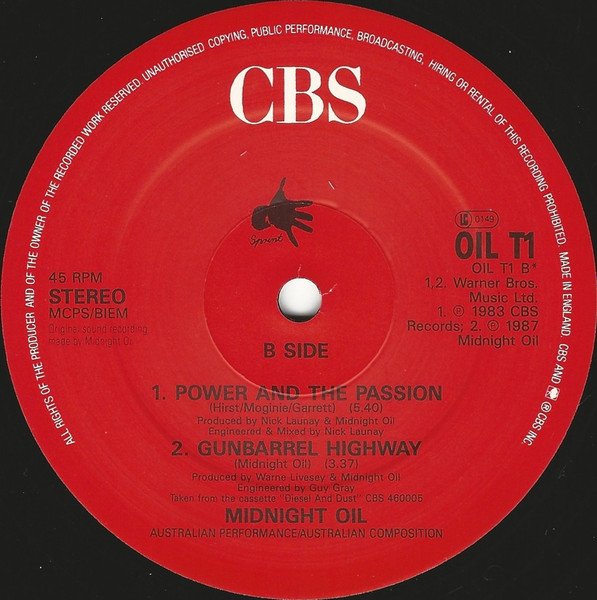 ALL RIGHTS OF THE PRODUCER AND OF THE OWNER OF THE RECORDED WORK RESERVED. UNAUTHORISED COPYING, PUBLIC PERFORMANCE, BROADCASTING, HIRING OR RENTAL OF THIS RECORDING PROHIBITED. MADE IN ENGLAND. CBS AND ® CBS INC.
CBS
Sprint
LC 0149
OIL T1
OIL T1 B*
1,2. Warner Bros.
Music Ltd.
1. ℗ 1983 CBS
Records; 2. ℗ 1987
Midnight Oil
45 RPM
STEREO
MCPS/BIEM
Original sound recording
made by Midnight Oil
B SIDE
1. POWER AND THE PASSION
(Hirst/Moginie/Garrett) (5.40)
Produced by Nick Launay & Midnight Oil
Engineered & Mixed by Nick Launay
2. GUNBARREL HIGHWAY
(Midnight Oil) (3.37)
Produced by Warne Livesey & Midnight Oil
Engineered by Guy Gray
Taken from the cassette "Diesel And Dust" CBS 460005
MIDNIGHT OIL
AUSTRALIAN PERFORMANCE/AUSTRALIAN COMPOSITION